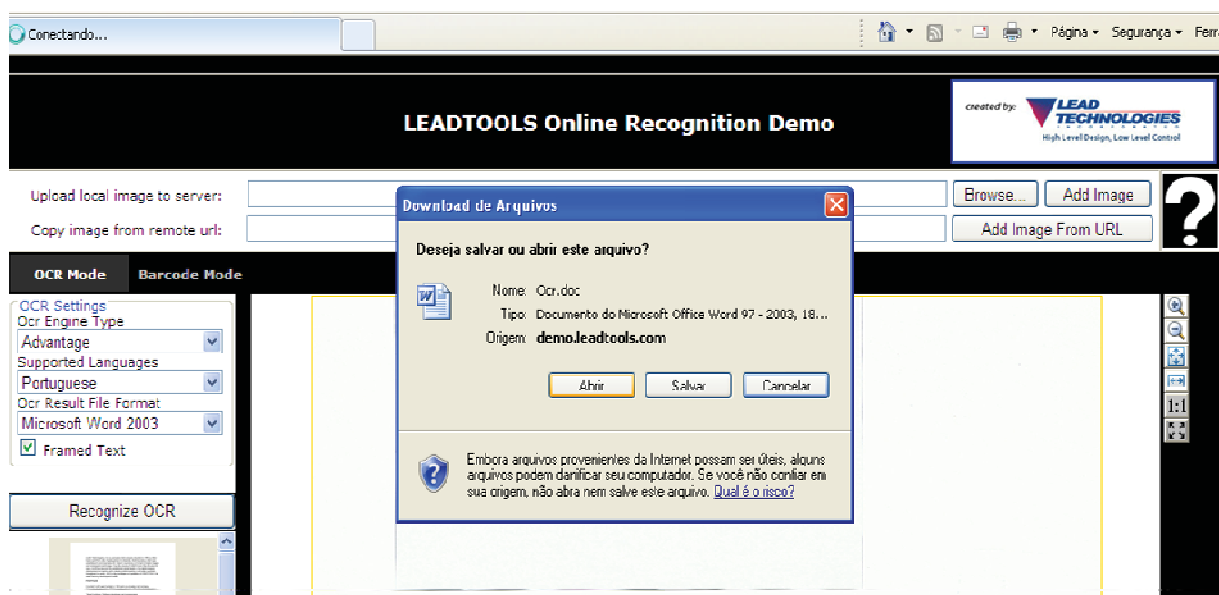 Conectando...
Página
Segurança
Ferr
LEADTOOLS Online Recognition Demo
created by:
LEAD
TECHNOLOGIES
INCORPORATED
High Level Design, Low Level Control
Upload local image to server:
Browse...
Add Image
Copy image from remote url:
Add Image From URL
?
OCR Mode
Barcode Mode
OCR Settings
Ocr Engine Type
Advantage
Supported Languages
Portuguese
Ocr Result File Format
Microsoft Word 2003
Framed Text
Recognize OCR
Download de Arquivos
Deseja salvar ou abrir este arquivo?
Nome: Ocr.doc
Tipo: Documento do Microsoft Office Word 97 - 2003, 18...
Origem: demo.leadtools.com
Abrir
Salvar
Cancelar
Embora arquivos provenientes da Internet possam ser úteis, alguns
arquivos podem danificar seu computador. Se você não confiar em
sua origem, não abra nem salve este arquivo. Qual é o risco?
1:1